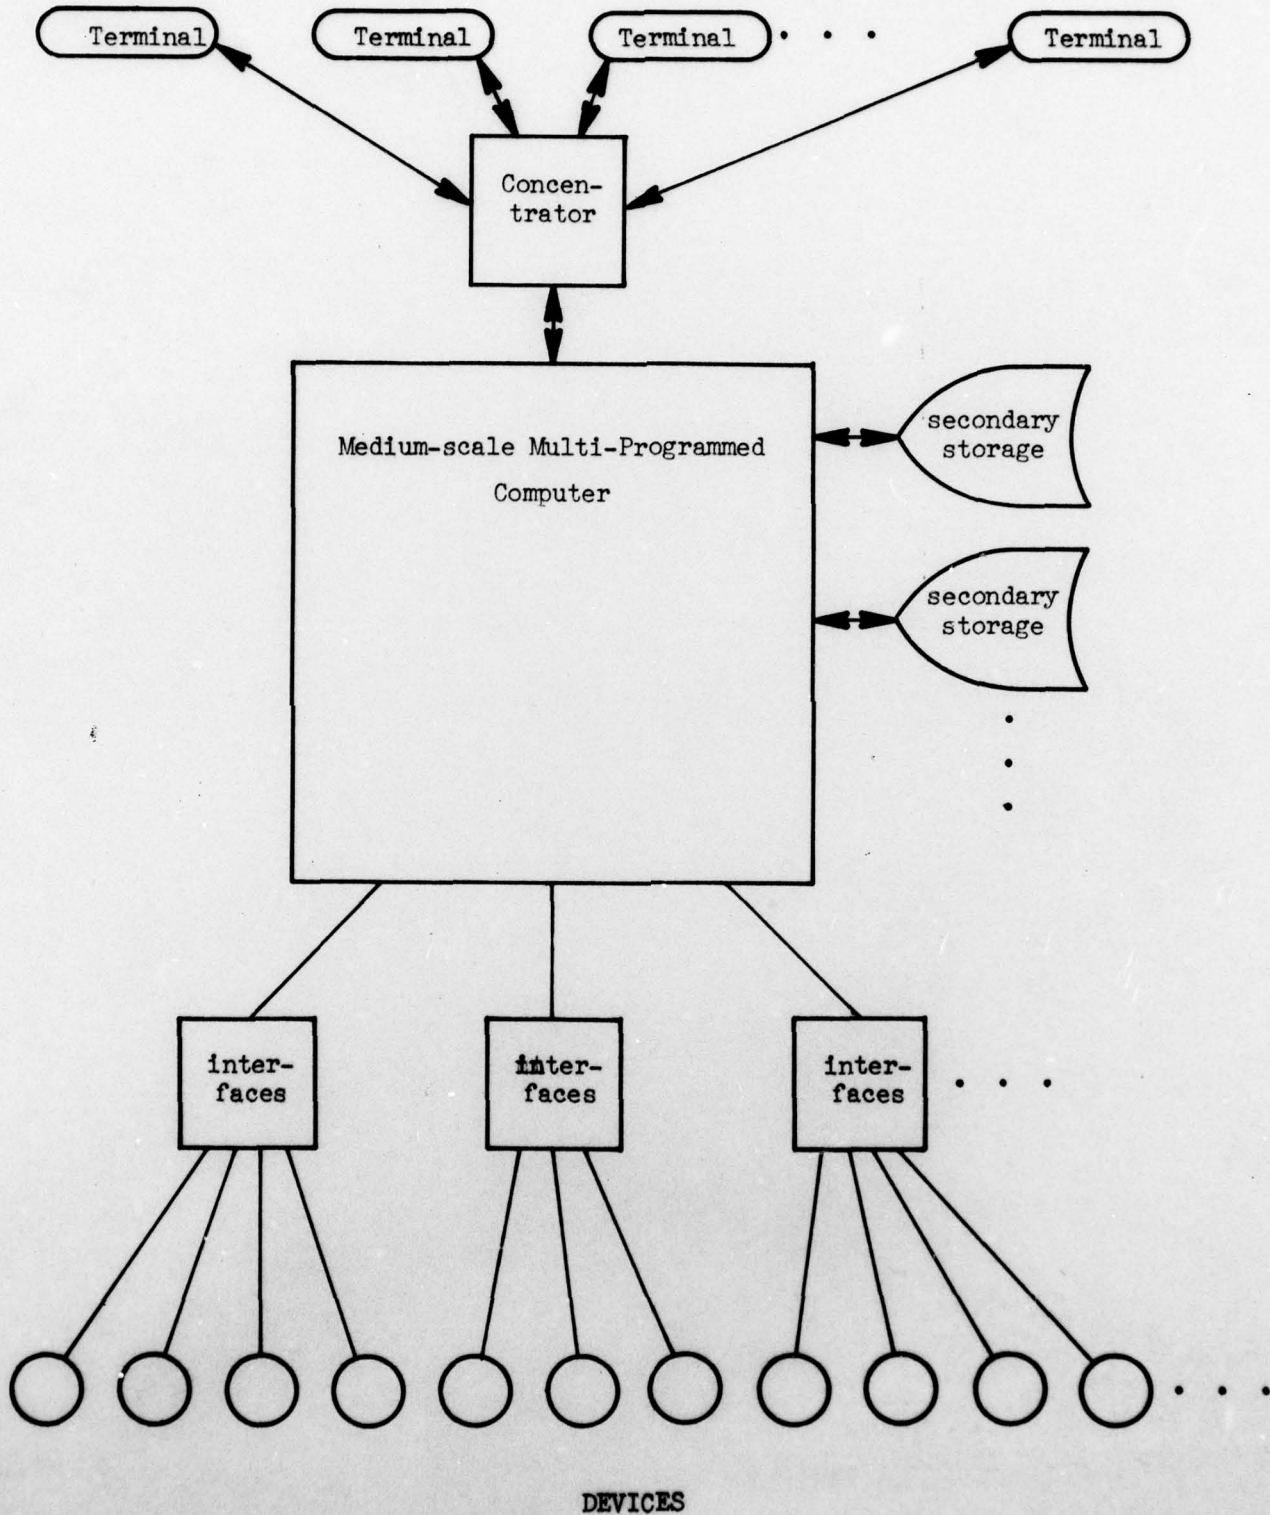 Terminal
Terminal
Terminal
Terminal
Concen-
trator
Medium-scale Multi-Programmed
Computer
secondary
storage
secondary
storage
inter-
faces
inter-
faces
inter-
faces
DEVICES